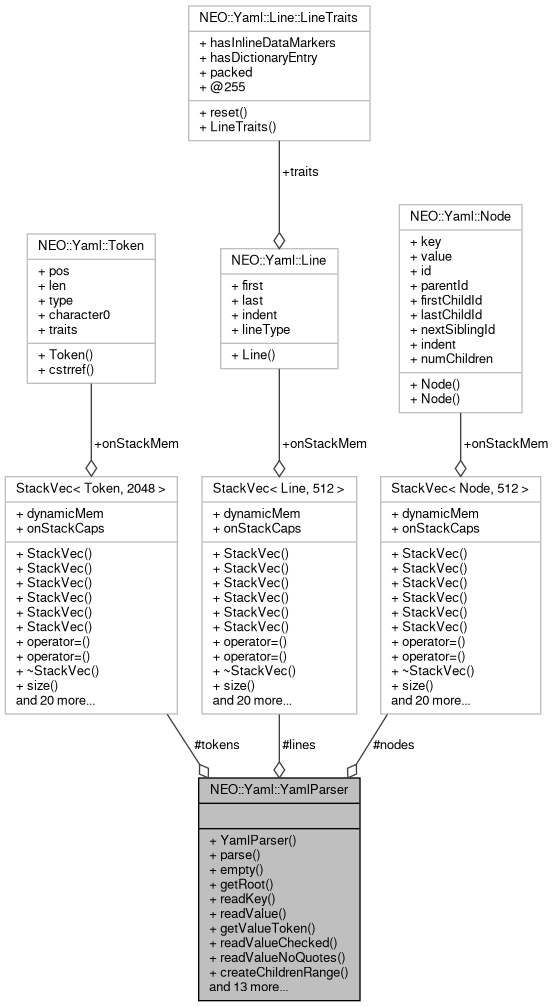 NEO::Yaml::Line::LineTraits
+ hasInlineDataMarkers
+ hasDictionaryEntry
+ packed
+ @255
+ reset()
+ LineTraits()
+traits
NEO::Yaml::Token
+ pos
+ len
+ type
+ character0
+ traits
+ Token()
+ cstrref()
NEO::Yaml::Line
+ first
+ last
+ indent
+ lineType
+ Line()
NEO::Yaml::Node
+ key
+ value
+ id
+ parentId
+ firstChildId
+ lastChildId
+ nextSiblingId
+ indent
+ numChildren
+ Node()
+ Node()
+onStackMem
+onStackMem
+onStackMem
StackVec< Token, 2048 >
+ dynamicMem
+ onStackCaps
+ StackVec()
+ StackVec()
+ StackVec()
+ StackVec()
+ StackVec()
+ StackVec()
+ operator=()
+ operator=()
+ ~StackVec()
+ size()
and 20 more...
StackVec< Line, 512 >
+ dynamicMem
+ onStackCaps
+ StackVec()
+ StackVec()
+ StackVec()
+ StackVec()
+ StackVec()
+ StackVec()
+ operator=()
+ operator=()
+ ~StackVec()
+ size()
and 20 more...
StackVec< Node, 512 >
+ dynamicMem
+ onStackCaps
+ StackVec()
+ StackVec()
+ StackVec()
+ StackVec()
+ StackVec()
+ StackVec()
+ operator=()
+ operator=()
+ ~StackVec()
+ size()
and 20 more...
#tokens
#lines
#nodes
NEO::Yaml::YamlParser
+ YamlParser()
+ parse()
+ empty()
+ getRoot()
+ readKey()
+ readValue()
+ getValueToken()
+ readValueChecked()
+ readValueNoQuotes()
+ createChildrenRange()
and 13 more...